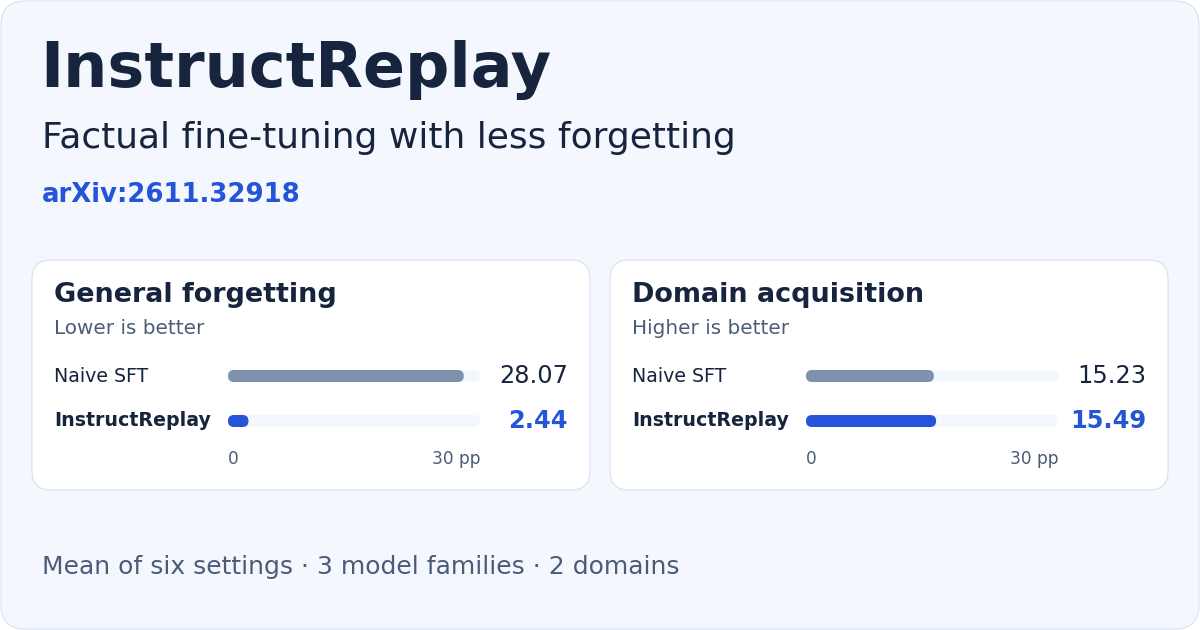 InstructReplay
Factual fine-tuning with less forgetting
arXiv:2611.32918
General forgetting
Lower is better
Naive SFT 28.07
InstructReplay 2.44
0 30 pp
Domain acquisition
Higher is better
Naive SFT 15.23
InstructReplay 15.49
0 30 pp
Mean of six settings · 3 model families · 2 domains